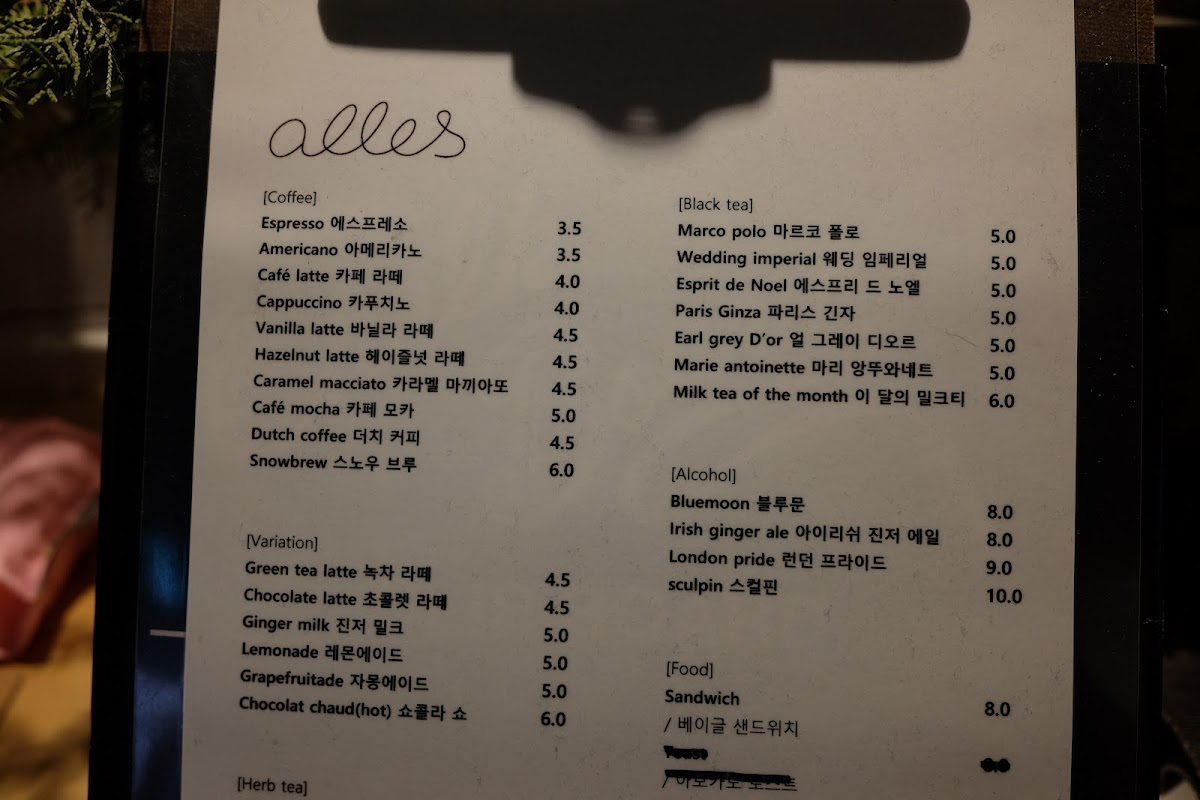 alles
[Coffee]
Espresso 에스프레소 3.5
Americano 아메리카노 3.5
Café latte 카페 라떼 4.0
Cappuccino 카푸치노 4.0
Vanilla latte 바닐라 라떼 4.5
Hazelnut latte 헤이즐넛 라떼 4.5
Caramel macciato 카라멜 마끼아또 4.5
Café mocha 카페 모카 5.0
Dutch coffee 더치 커피 4.5
Snowbrew 스노우 브루 6.0
[Variation]
Green tea latte 녹차 라떼 4.5
Chocolate latte 초콜렛 라떼 4.5
Ginger milk 진저 밀크 5.0
Lemonade 레몬에이드 5.0
Grapefruitade 자몽에이드 5.0
Chocolat chaud(hot) 쇼콜라 쇼 6.0
[Herb tea]
[Black tea]
Marco polo 마르코 폴로 5.0
Wedding imperial 웨딩 임페리얼 5.0
Esprit de Noel 에스프리 드 노엘 5.0
Paris Ginza 파리스 긴자 5.0
Earl grey D'or 얼 그레이 디오르 5.0
Marie antoinette 마리 앙뚜와네트 5.0
Milk tea of the month 이 달의 밀크티 6.0
[Alcohol]
Bluemoon 블루문 8.0
Irish ginger ale 아이리쉬 진저 에일 8.0
London pride 런던 프라이드 9.0
sculpin 스컬핀 10.0
[Food]
Sandwich 8.0
/ 베이글 샌드위치